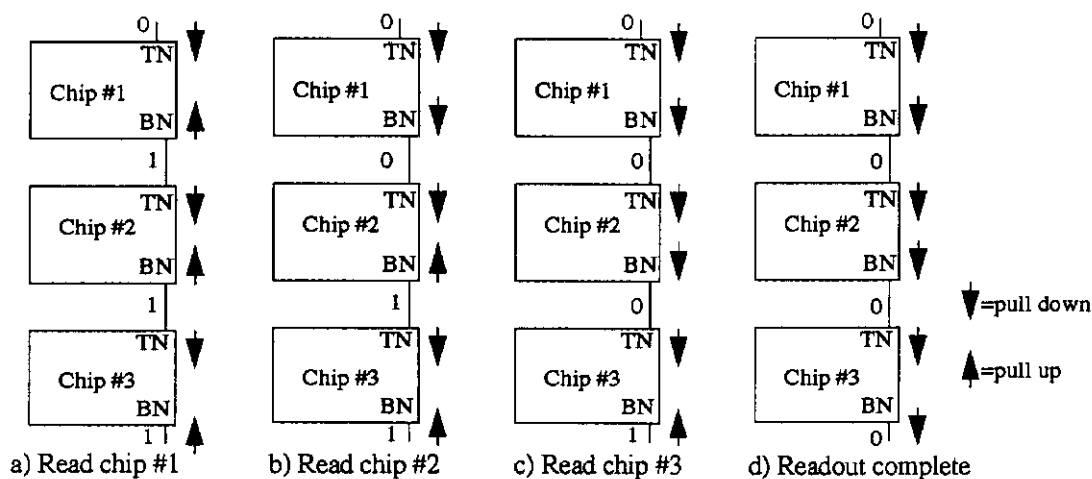 0
TN
Chip #1
BN
1
TN
Chip #2
BN
1
TN
Chip #3
BN
1
a) Read chip #1
0
TN
Chip #1
BN
0
TN
Chip #2
BN
1
TN
Chip #3
BN
1
b) Read chip #2
0
TN
Chip #1
BN
0
TN
Chip #2
BN
0
TN
Chip #3
BN
1
c) Read chip #3
0
TN
Chip #1
BN
0
TN
Chip #2
BN
0
TN
Chip #3
BN
0
d) Readout complete
=pull down
=pull up